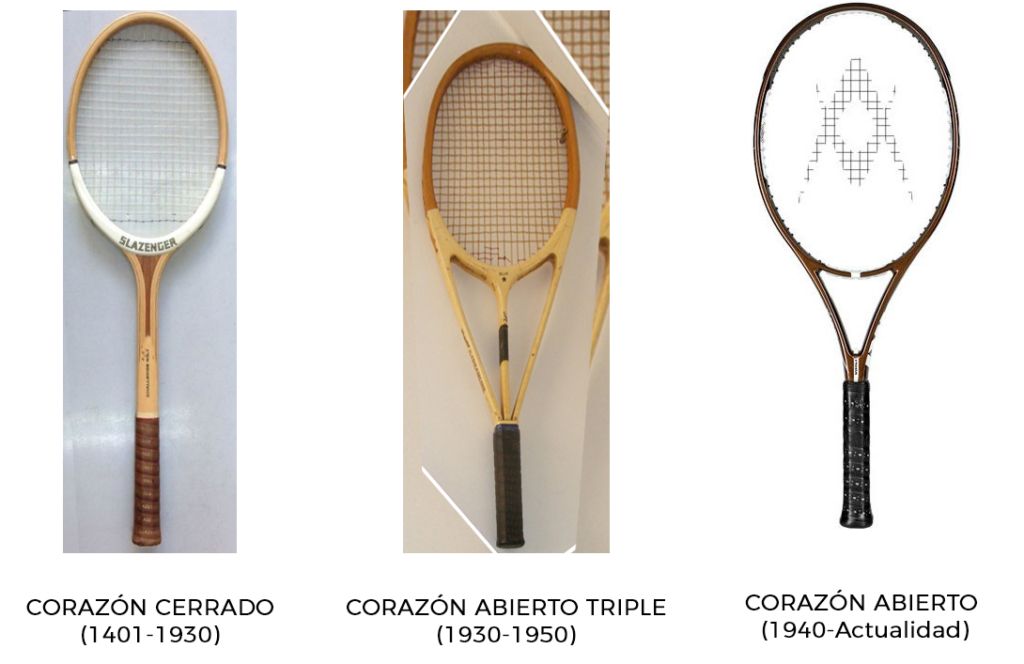 SLAZENGER
CORAZÓN CERRADO
(1401-1930)
CORAZÓN ABIERTO TRIPLE
(1930-1950)
CORAZÓN ABIERTO
(1940-Actualidad)